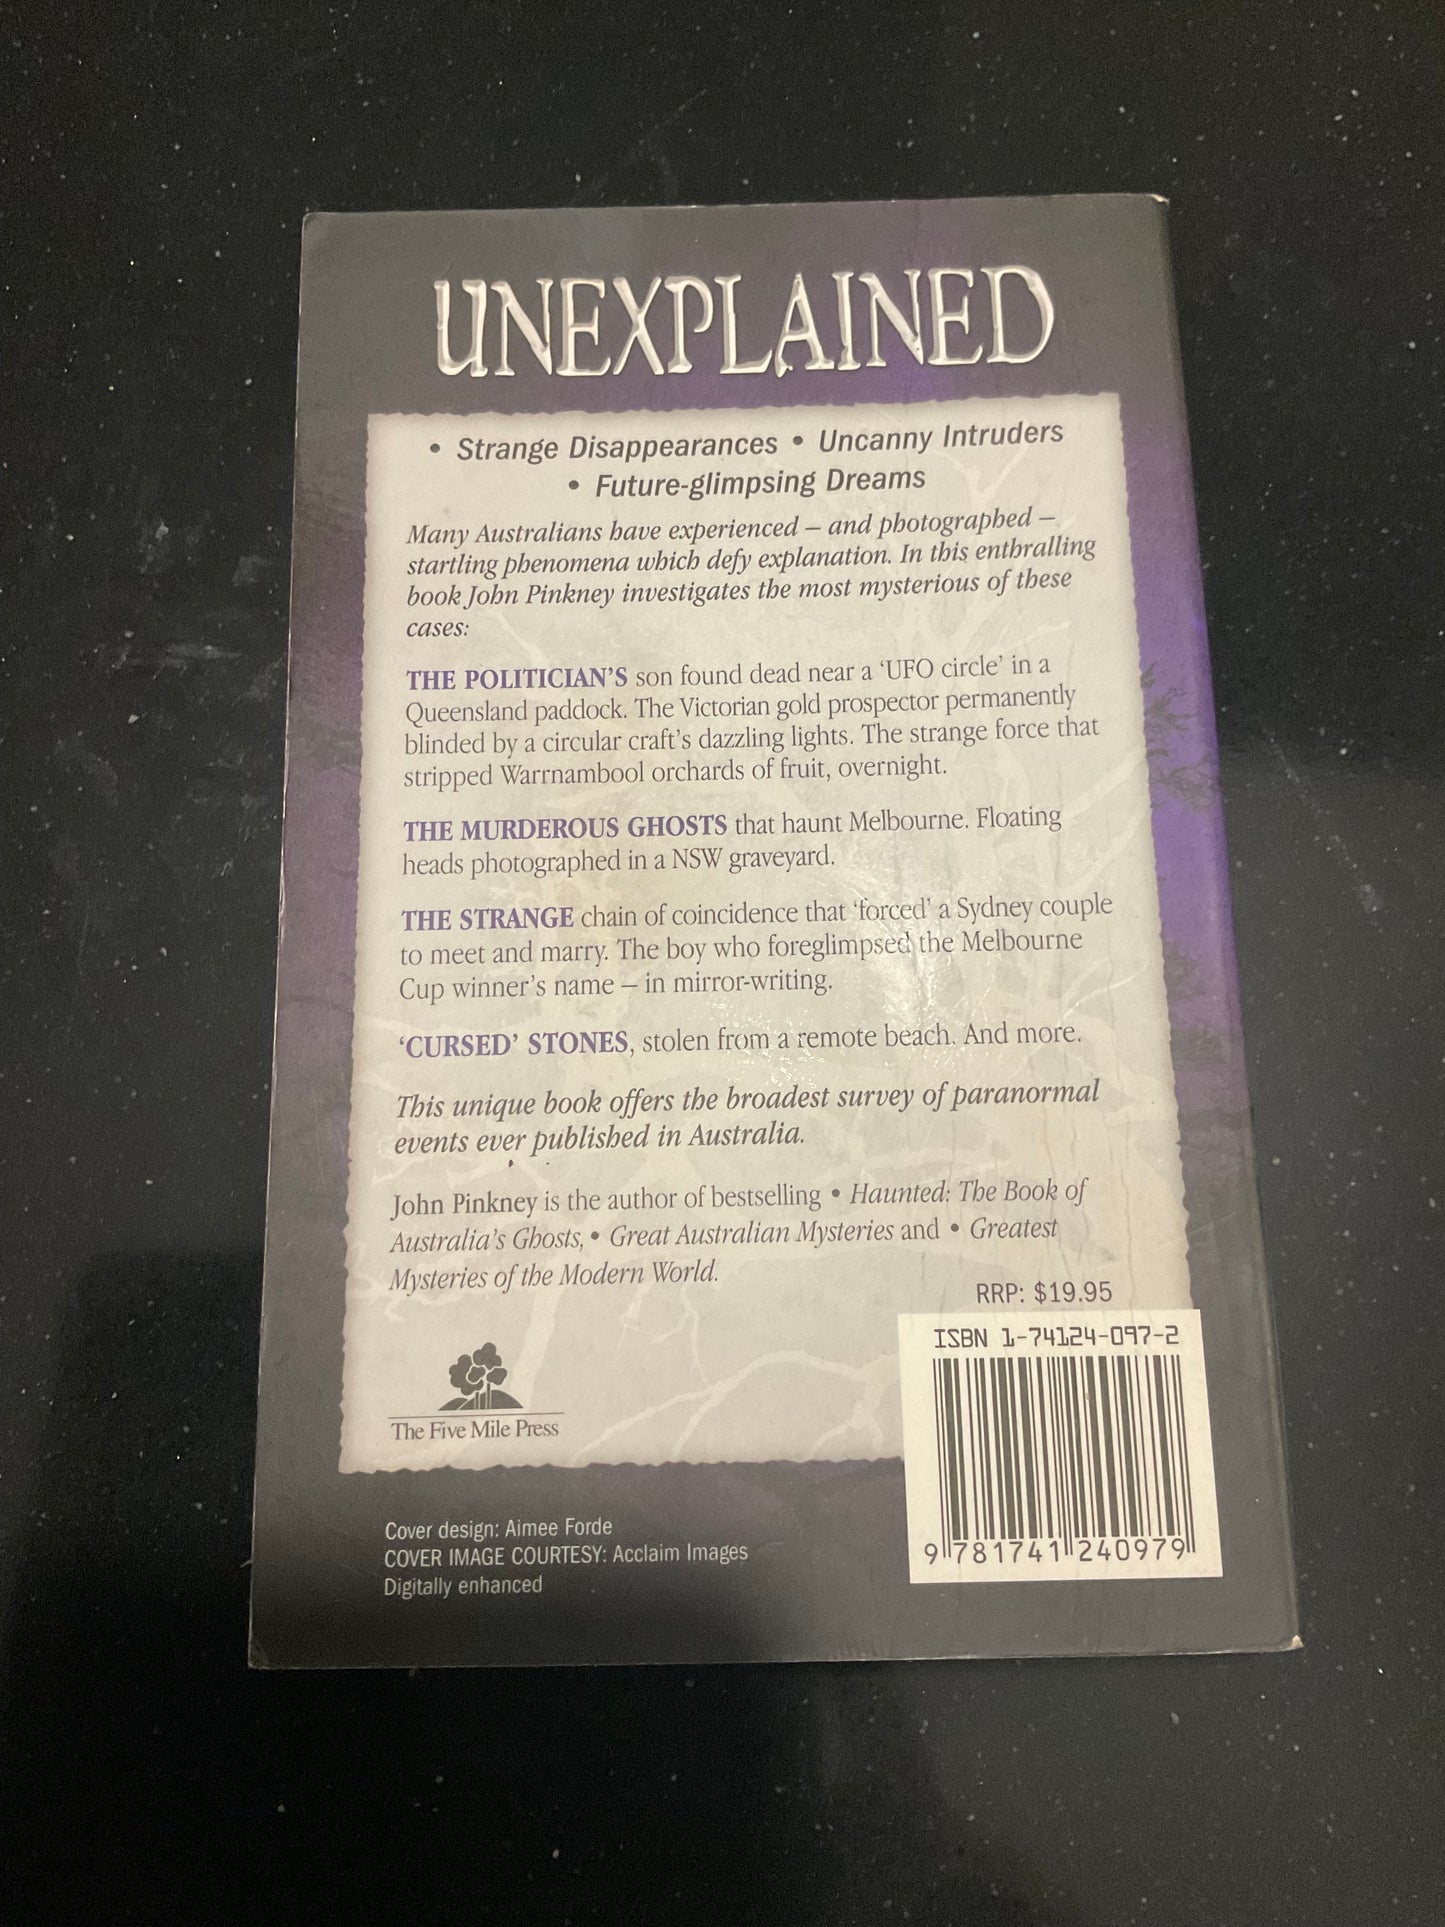 UNEXPLAINED
• Strange Disappearances • Uncanny Intruders
• Future-glimpsing Dreams
Many Australians have experienced – and photographed –
startling phenomena which defy explanation. In this enthralling
book John Pinkney investigates the most mysterious of these
cases:
THE POLITICIAN'S son found dead near a 'UFO circle' in a
Queensland paddock. The Victorian gold prospector permanently
blinded by a circular craft's dazzling lights. The strange force that
stripped Warrnambool orchards of fruit, overnight.
THE MURDEROUS GHOSTS that haunt Melbourne. Floating
heads photographed in a NSW graveyard.
THE STRANGE chain of coincidence that 'forced' a Sydney couple
to meet and marry. The boy who foreglimpsed the Melbourne
Cup winner's name – in mirror-writing.
'CURSED' STONES, stolen from a remote beach. And more.
This unique book offers the broadest survey of paranormal
events ever published in Australia.
John Pinkney is the author of bestselling • Haunted: The Book of
Australia's Ghosts, • Great Australian Mysteries and • Greatest
Mysteries of the Modern World.
RRP: $19.95
ISBN 1-74124-097-2
9 781741 240979
The Five Mile Press
Cover design: Aimee Forde
COVER IMAGE COURTESY: Acclaim Images
Digitally enhanced